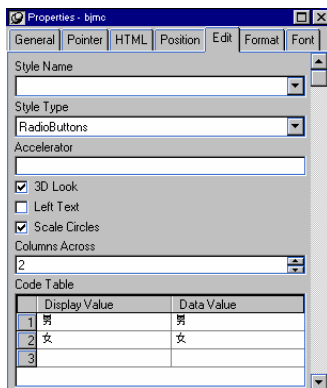 Properties - bjmc
General Pointer HTML Position Edit Format Font
Style Name
Style Type
RadioButtons
Accelerator
3D Look
Left Text
Scale Circles
Columns Across
2
Code Table
Display Value Data Value
1 男 男
2 女 女
3